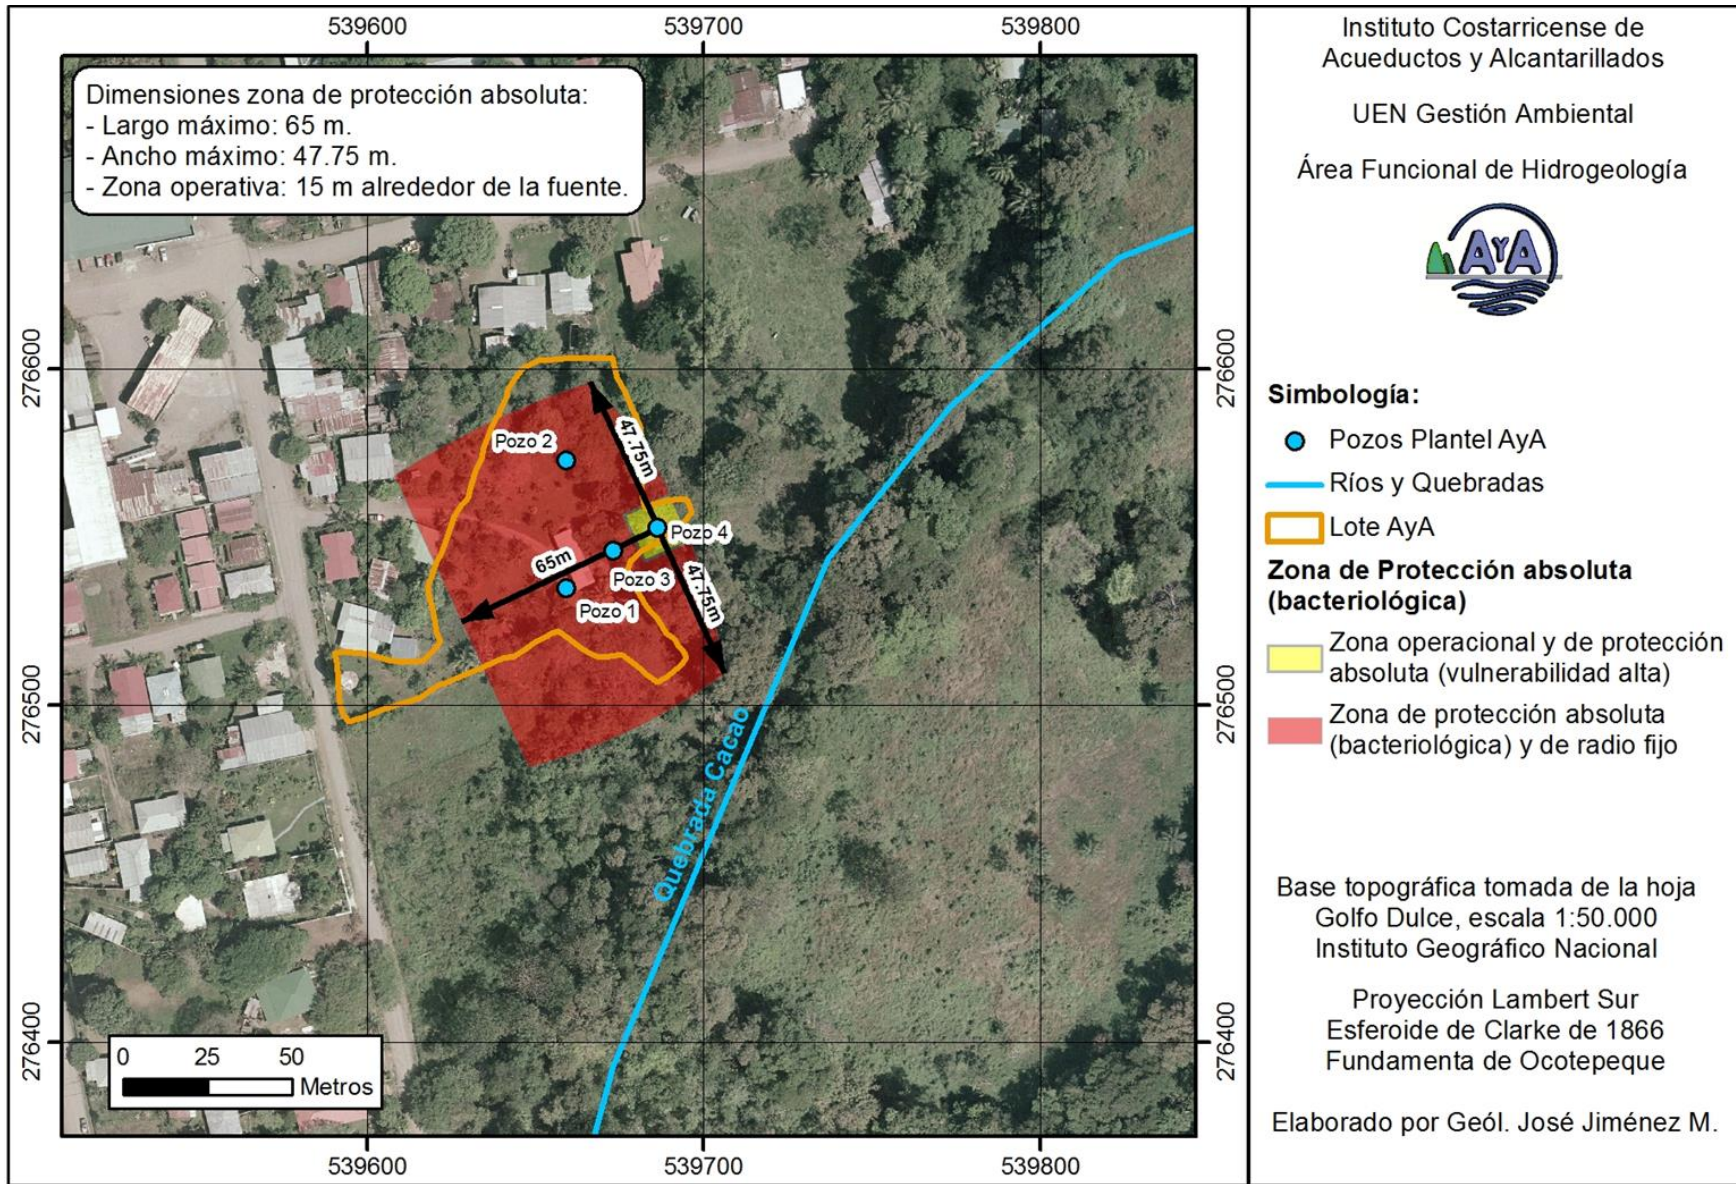 539600
539700
539800
Dimensiones zona de protección absoluta:
- Largo máximo: 65 m.
- Ancho máximo: 47.75 m.
- Zona operativa: 15 m alrededor de la fuente.
276600
276600
47.75m
Pozo 2
Pozo 4
65m
Pozo 3
47.75m
Pozo 1
276500
276500
Quebrada Cacao
276400
276400
0 25 50
Metros
539600
539700
539800
Instituto Costarricense de
Acueductos y Alcantarillados
UEN Gestión Ambiental
Área Funcional de Hidrogeología
AYA
Simbología:
Pozos Plantel AyA
Ríos y Quebradas
Lote AyA
Zona de Protección absoluta
(bacteriológica)
Zona operacional y de protección
absoluta (vulnerabilidad alta)
Zona de protección absoluta
(bacteriológica) y de radio fijo
Base topográfica tomada de la hoja
Golfo Dulce, escala 1:50.000
Instituto Geográfico Nacional
Proyección Lambert Sur
Esferoide de Clarke de 1866
Fundamenta de Ocotepeque
Elaborado por Geól. José Jiménez M.